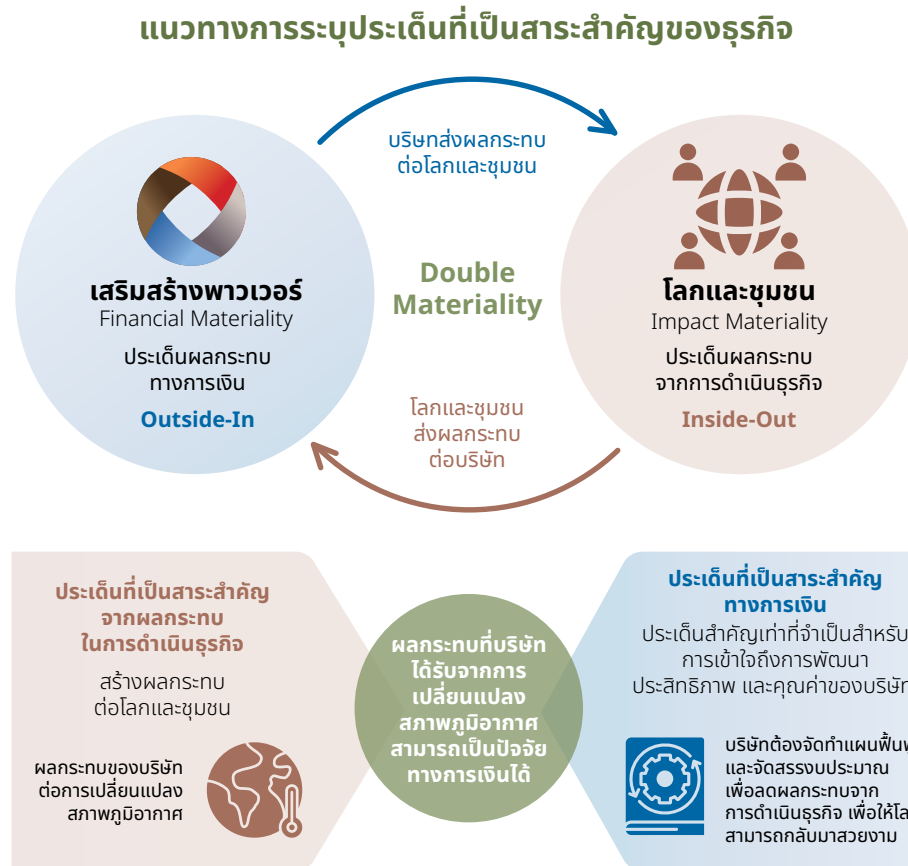 แนวทางการระบุประเด็นที่เป็นสาระสำคัญของธุรกิจ
บริษัทส่งผลกระทบ
ต่อโลกและชุมชน
เสริมสร้างพาวเวอร์
Financial Materiality
ประเด็นผลกระทบ
ทางการเงิน
Outside-In
Double
Materiality
โลกและชุมชน
Impact Materiality
ประเด็นผลกระทบ
จากการดำเนินธุรกิจ
Inside-Out
โลกและชุมชน
ส่งผลกระทบ
ต่อบริษัท
ประเด็นที่เป็นสาระสำคัญ
จากผลกระทบ
ในการดำเนินธุรกิจ
สร้างผลกระทบ
ต่อโลกและชุมชน
ผลกระทบของบริษัท
ต่อการเปลี่ยนแปลง
สภาพภูมิอากาศ
ผลกระทบที่บริษัท
ได้รับจากการ
เปลี่ยนแปลง
สภาพภูมิอากาศ
สามารถเป็นปัจจัย
ทางการเงินได้
ประเด็นที่เป็นสาระสำคัญ
ทางการเงิน
ประเด็นสำคัญเท่าที่จำเป็นสำหรับ
การเข้าใจถึงการพัฒนา
ประสิทธิภาพ และคุณค่าของบริษัท
บริษัทต้องจัดทำแผนฟื้นฟ
และจัดสรรงบประมาณ
เพื่อลดผลกระทบจาก
การดำเนินธุรกิจ เพื่อให้โล
สามารถกลับมาสวยงาม